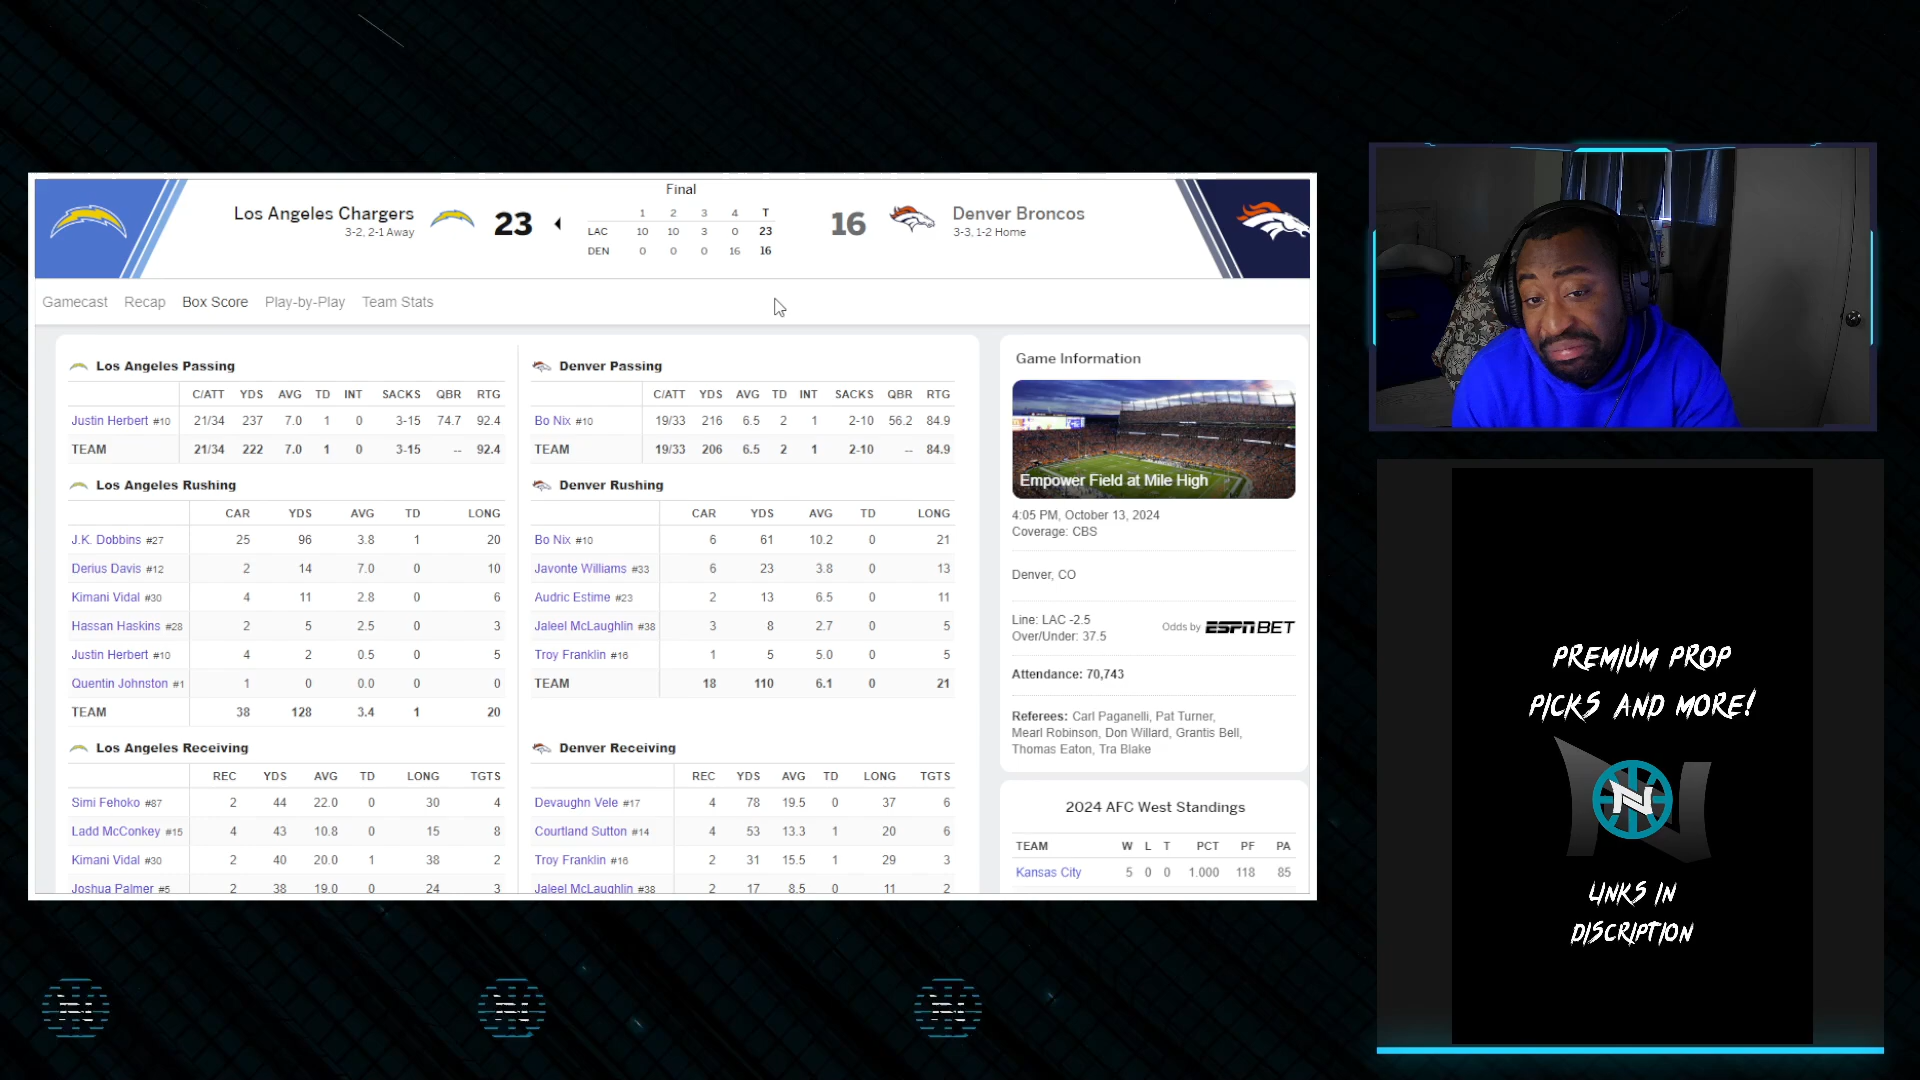 Final
Los Angeles Chargers
3-2, 2-1 Away
23
1 2 3 4 T
LAC 10 10 3 0 23
DEN 0 0 0 16 16
16
Denver Broncos
3-3, 1-2 Home
Gamecast Recap Box Score Play-by-Play Team Stats
Los Angeles Passing
C/ATT YDS AVG TD INT SACKS QBR RTG
Justin Herbert #10 21/34 237 7.0 1 0 3-15 74.7 92.4
TEAM 21/34 222 7.0 1 0 3-15 -- 92.4
Los Angeles Rushing
CAR YDS AVG TD LONG
J.K. Dobbins #27 25 96 3.8 1 20
Derius Davis #12 2 14 7.0 0 10
Kimani Vidal #30 4 11 2.8 0 6
Hassan Haskins #28 2 5 2.5 0 3
Justin Herbert #10 4 2 0.5 0 5
Quentin Johnston #1 1 0 0.0 0 0
TEAM 38 128 3.4 1 20
Los Angeles Receiving
REC YDS AVG TD LONG TGTS
Simi Fehoko #87 2 44 22.0 0 30 4
Ladd McConkey #15 4 43 10.8 0 15 8
Kimani Vidal #30 2 40 20.0 1 38 2
Joshua Palmer #5 2 38 19.0 0 24 3
Denver Passing
C/ATT YDS AVG TD INT SACKS QBR RTG
Bo Nix #10 19/33 216 6.5 2 1 2-10 56.2 84.9
TEAM 19/33 206 6.5 2 1 2-10 -- 84.9
Denver Rushing
CAR YDS AVG TD LONG
Bo Nix #10 6 61 10.2 0 21
Javonte Williams #33 6 23 3.8 0 13
Audric Estime #23 2 13 6.5 0 11
Jaleel McLaughlin #38 3 8 2.7 0 5
Troy Franklin #16 1 5 5.0 0 5
TEAM 18 110 6.1 0 21
Denver Receiving
REC YDS AVG TD LONG TGTS
Devaughn Vele #17 4 78 19.5 0 37 6
Courtland Sutton #14 4 53 13.3 1 20 6
Troy Franklin #16 2 31 15.5 1 29 3
Jaleel McLaughlin #38 2 17 8.5 0 11 2
Game Information
Empower Field at Mile High
4:05 PM, October 13, 2024
Coverage: CBS
Denver, CO
Line: LAC -2.5
Over/Under: 37.5
Odds by ESPN BET
Attendance: 70,743
Referees: Carl Paganelli, Pat Turner,
Mearl Robinson, Don Willard, Grantis Bell,
Thomas Eaton, Tra Blake
2024 AFC West Standings
TEAM W L T PCT PF PA
Kansas City 5 0 0 1.000 118 85
PREMIUM PROP
PICKS AND MORE!
N
LINKS IN
DISCRIPTION